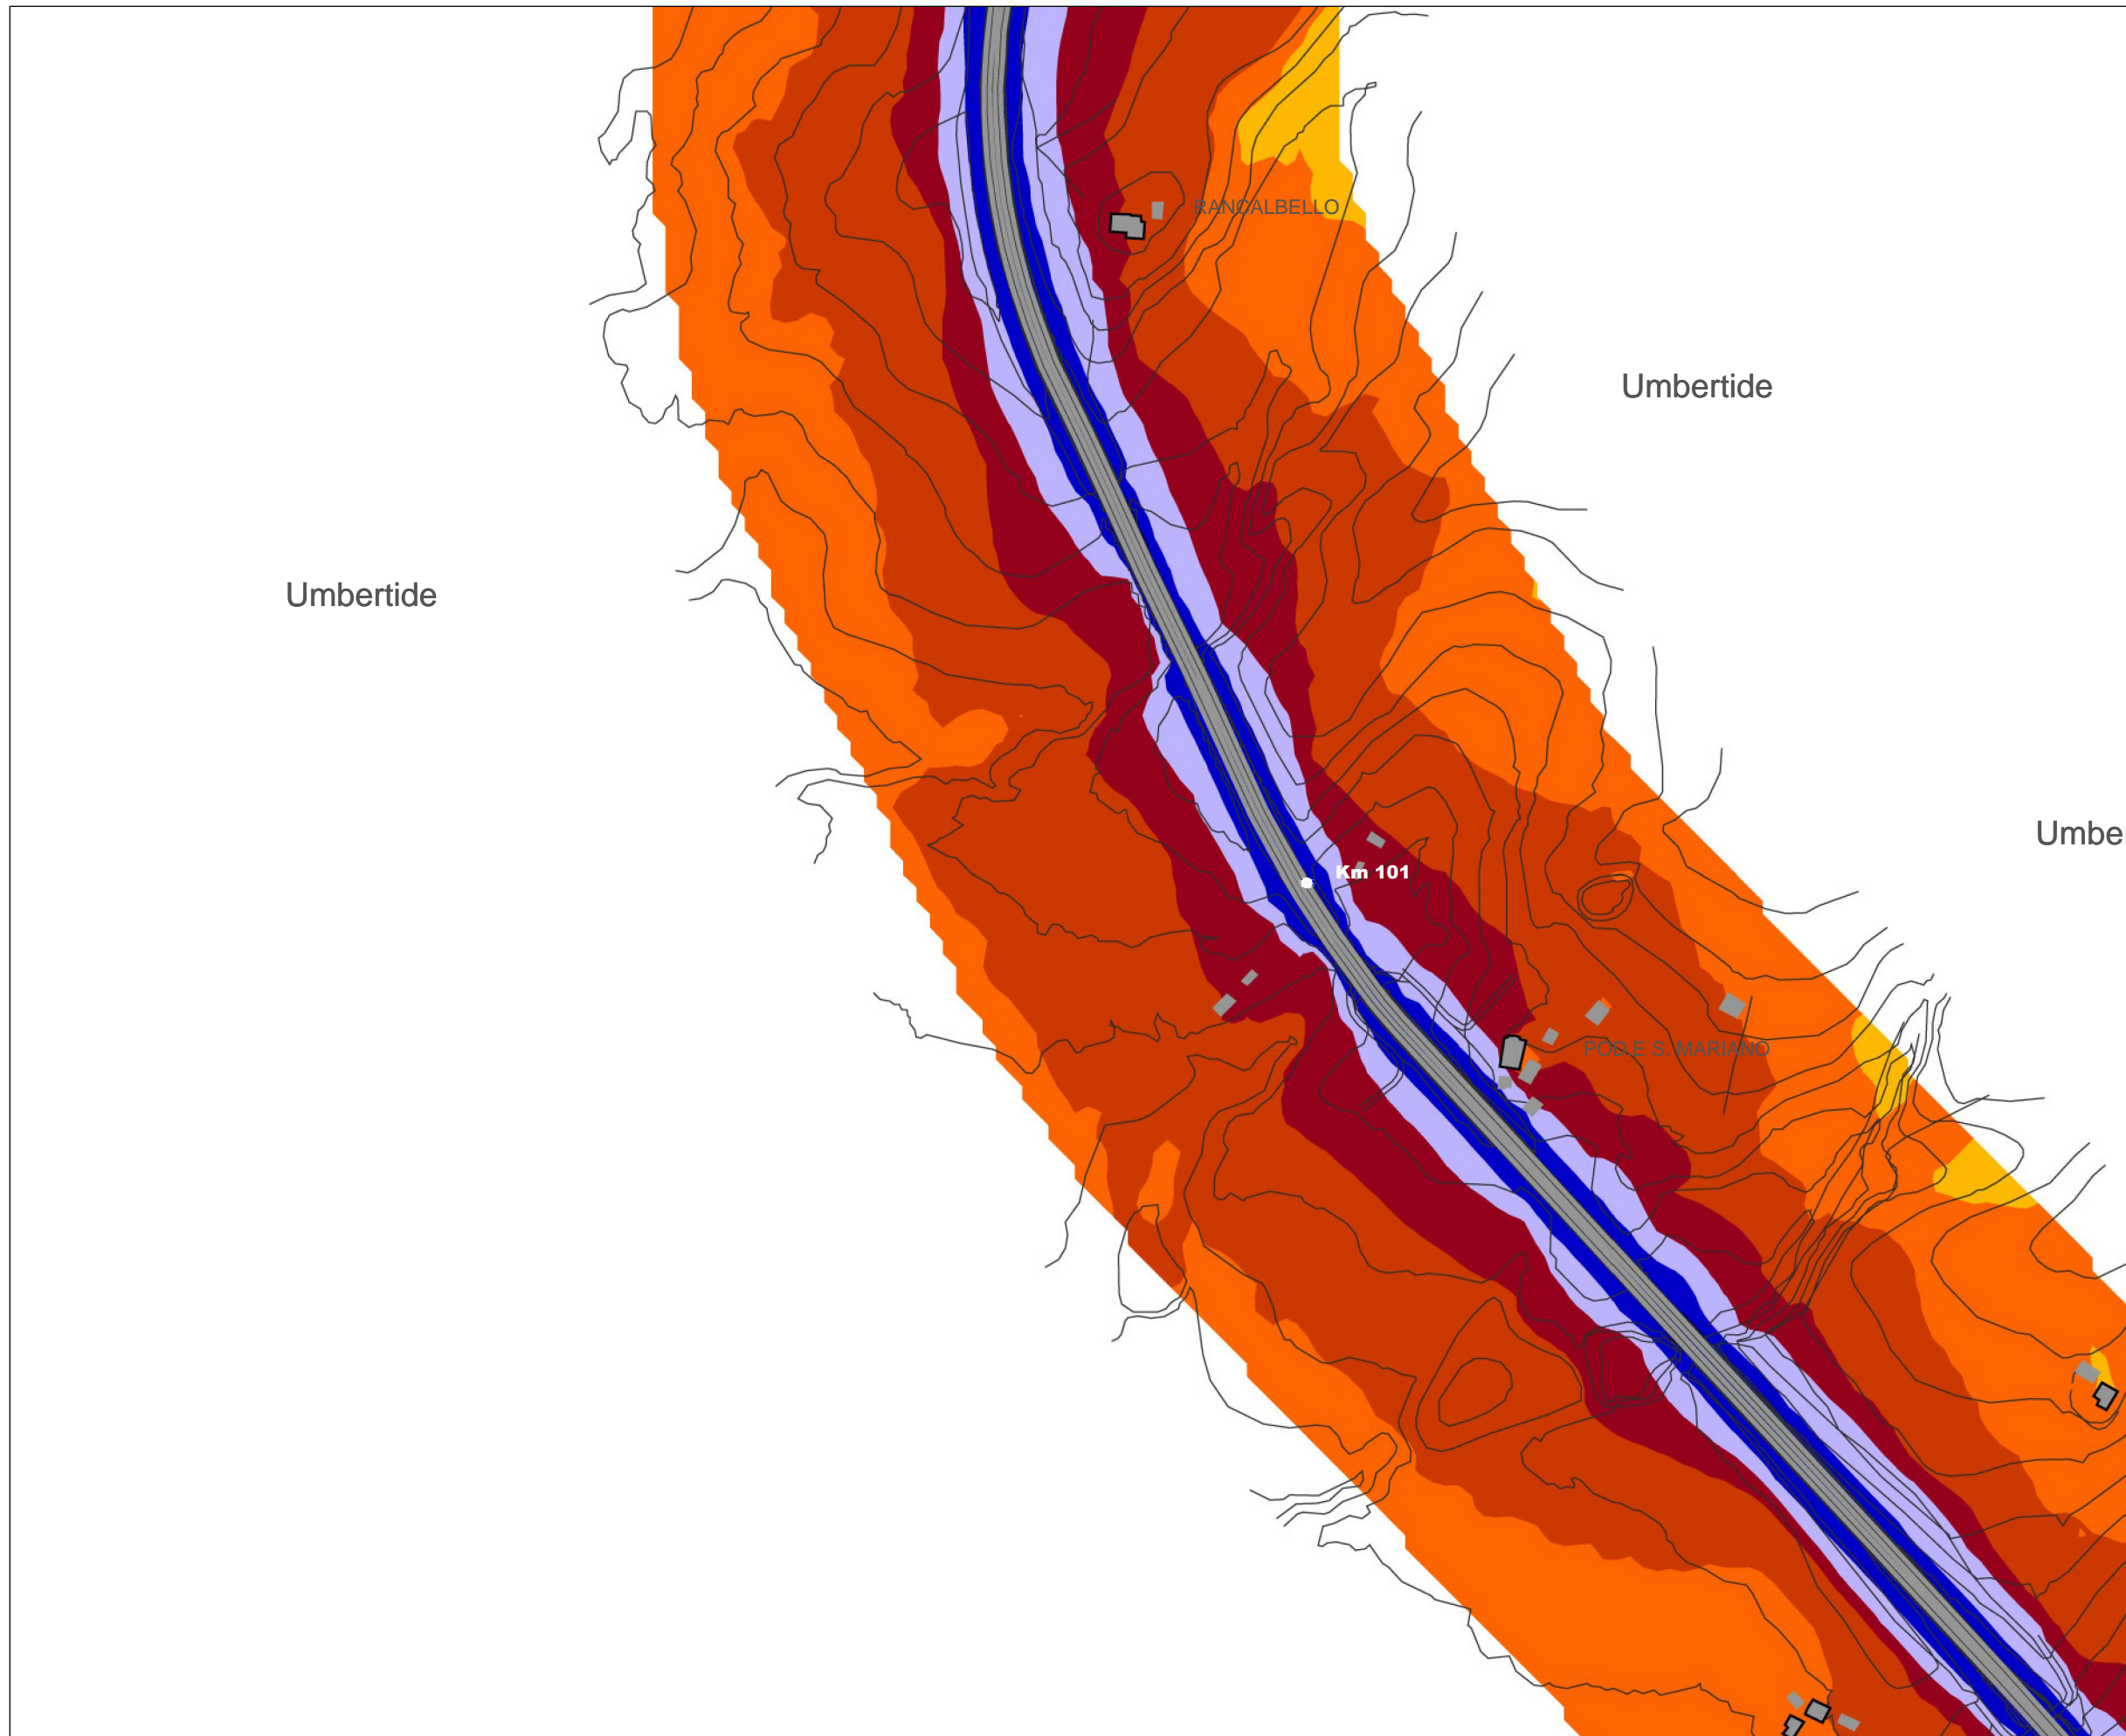 RANCALBELLO
Umbertide
Umbertide
Umbe
Km 101
POD.E S. MARIANO